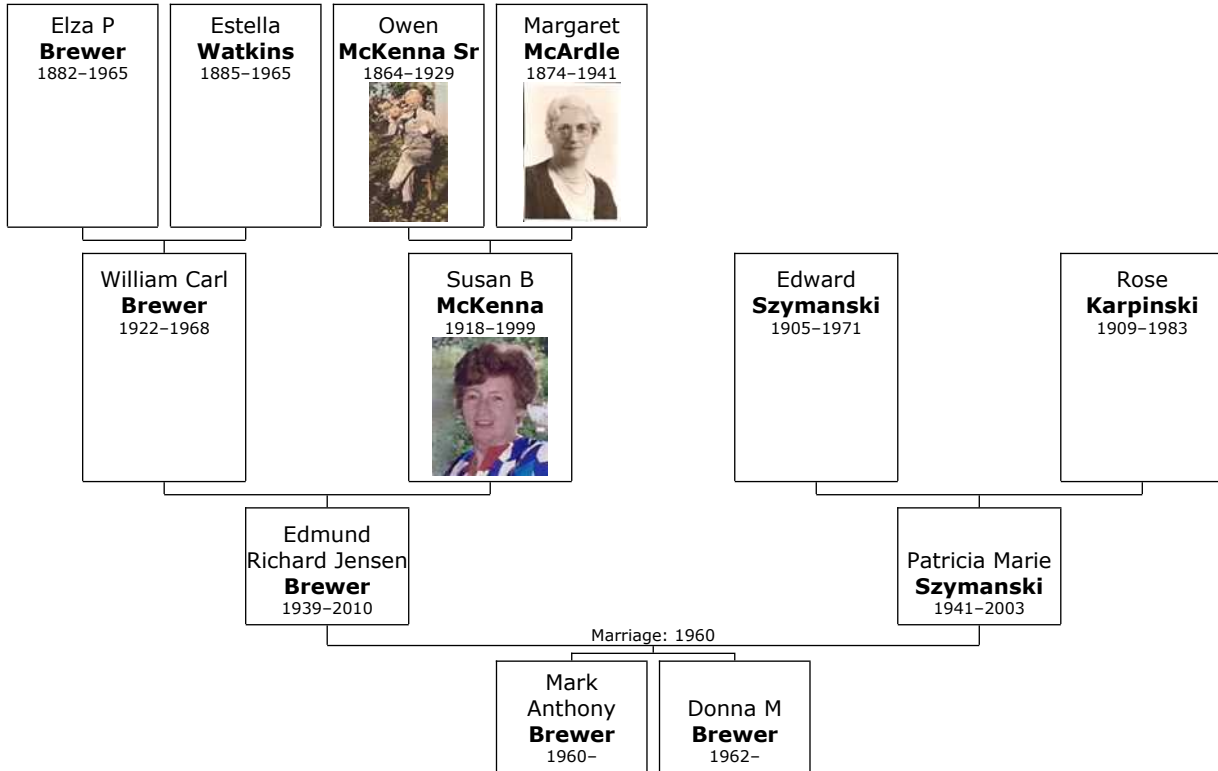 Elza P
Brewer
1882–1965
Estella
Watkins
1885–1965
Owen
McKenna Sr
1864–1929
Margaret
McArdle
1874–1941
William Carl
Brewer
1922–1968
Susan B
McKenna
1918–1999
Edward
Szymanski
1905–1971
Rose
Karpinski
1909–1983
Edmund
Richard Jensen
Brewer
1939–2010
Patricia Marie
Szymanski
1941–2003
Marriage: 1960
Mark
Anthony
Brewer
1960–
Donna M
Brewer
1962–